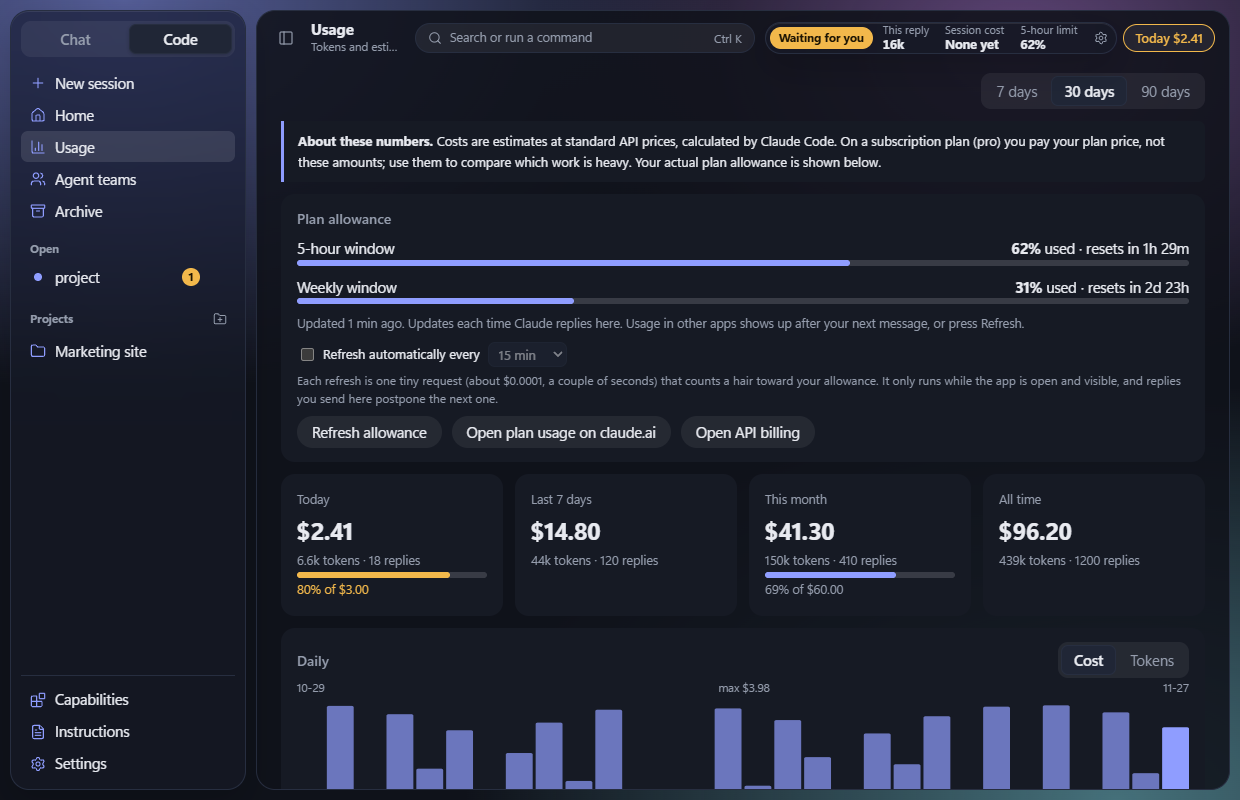 Chat
Code
New session
Home
Usage
Agent teams
Archive
Open
project
1
Projects
Marketing site
Capabilities
Instructions
Settings
Usage
Tokens and esti...
Search or run a command
Ctrl K
Waiting for you
This reply
16k
Session cost
None yet
5-hour limit
62%
Today $2.41
7 days
30 days
90 days
About these numbers. Costs are estimates at standard API prices, calculated by Claude Code. On a subscription plan (pro) you pay your plan price, not
these amounts; use them to compare which work is heavy. Your actual plan allowance is shown below.
Plan allowance
5-hour window
62% used · resets in 1h 29m
Weekly window
31% used · resets in 2d 23h
Updated 1 min ago. Updates each time Claude replies here. Usage in other apps shows up after your next message, or press Refresh.
Refresh automatically every
15 min
Each refresh is one tiny request (about $0.0001, a couple of seconds) that counts a hair toward your allowance. It only runs while the app is open and visible, and replies
you send here postpone the next one.
Refresh allowance
Open plan usage on claude.ai
Open API billing
Today
$2.41
6.6k tokens · 18 replies
80% of $3.00
Last 7 days
$14.80
44k tokens · 120 replies
This month
$41.30
150k tokens · 410 replies
69% of $60.00
All time
$96.20
439k tokens · 1200 replies
Daily
Cost
Tokens
10-29
max $3.98
11-27